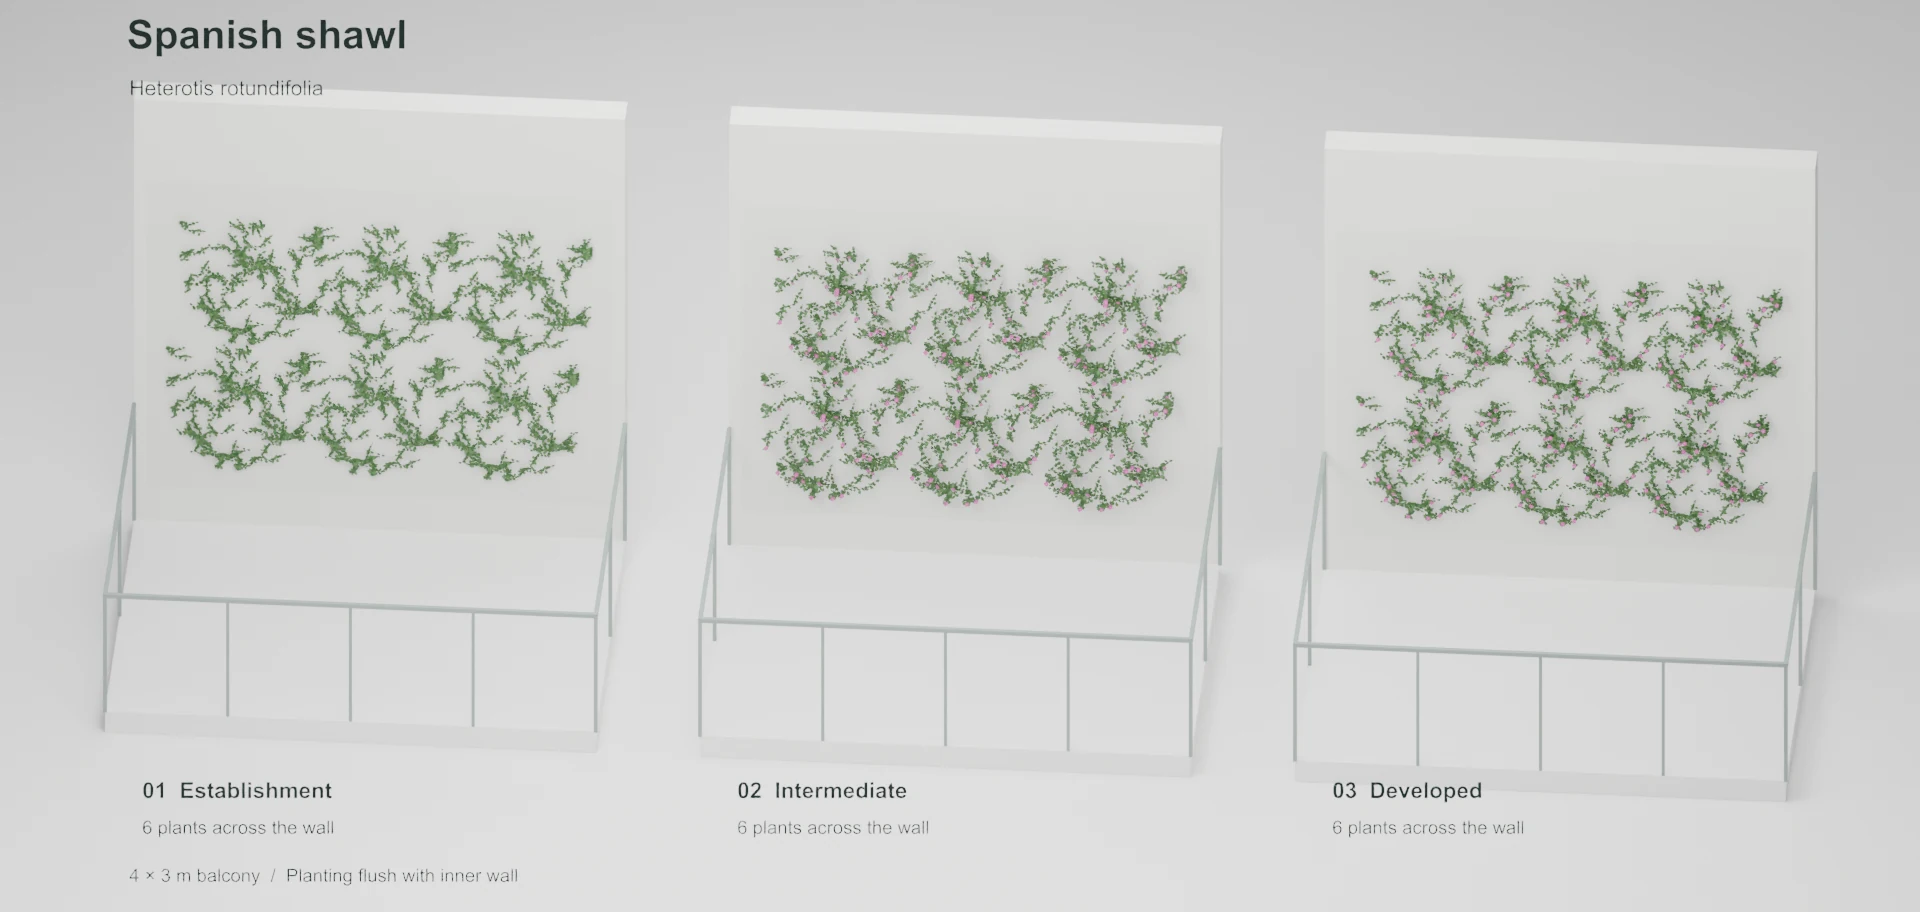 Spanish shawl
Heterotis rotundifolia
01 Establishment
6 plants across the wall
02 Intermediate
6 plants across the wall
03 Developed
6 plants across the wall
4 × 3 m balcony / Planting flush with inner wall